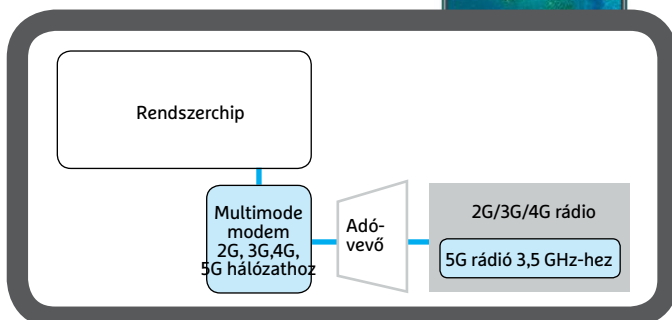 Rendszerchip
Multimode
modem
2G, 3G,4G,
5G hálózathoz
Adó-
vevő
2G/3G/4G rádió
5G rádió 3,5 GHz-hez